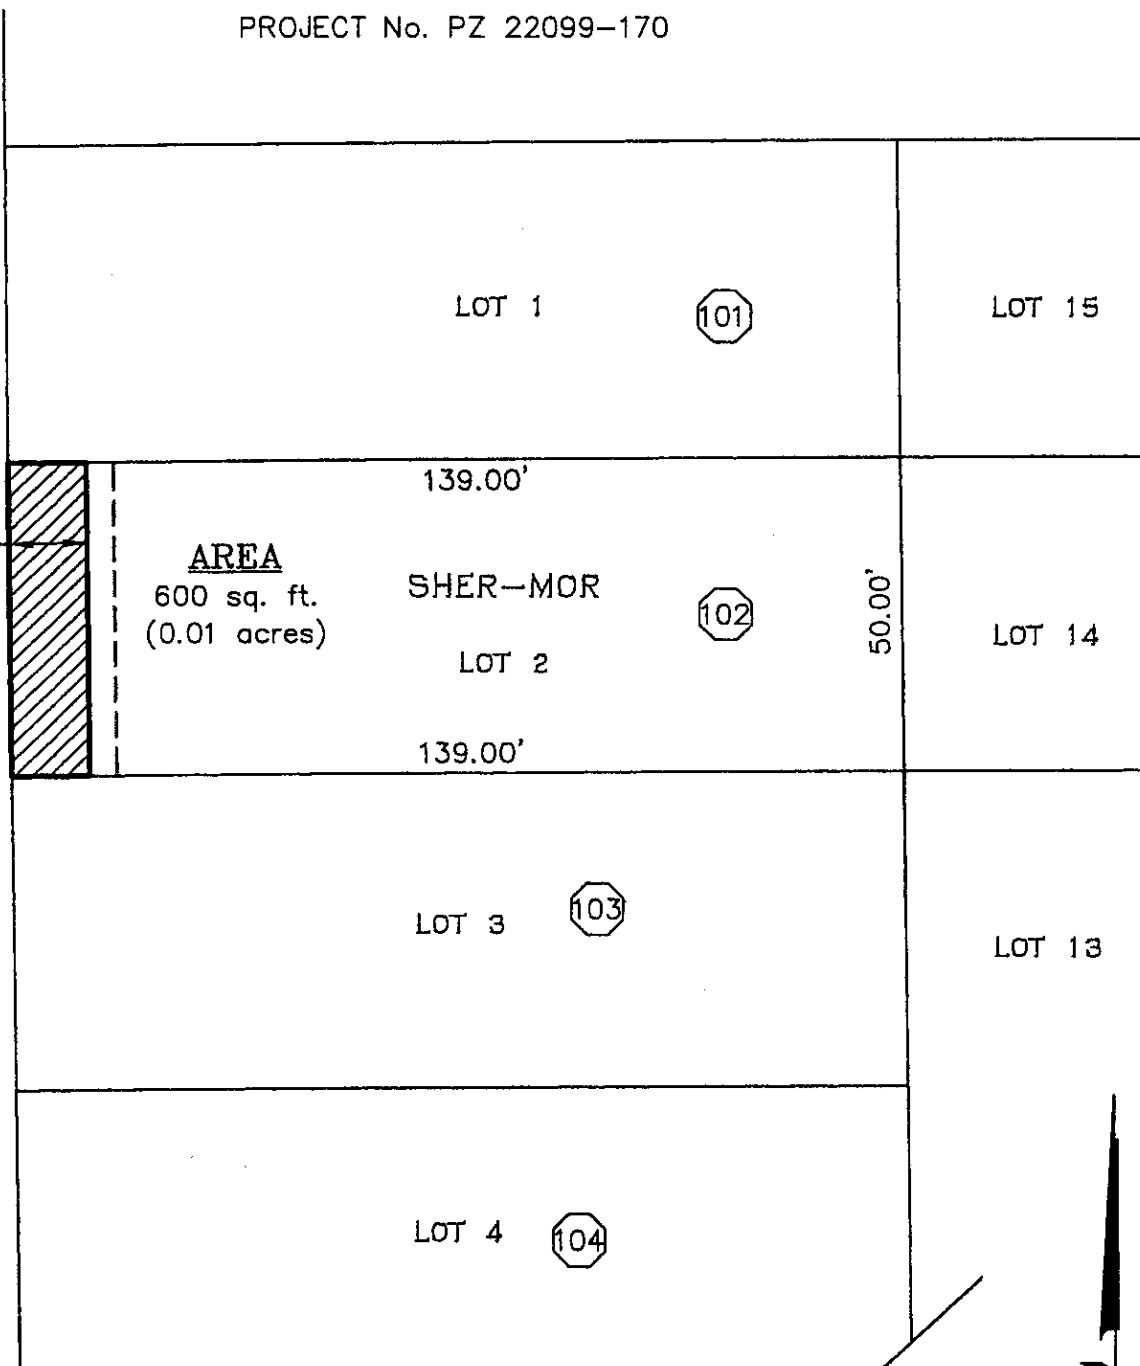 PROJECT No. PZ 22099-170
LOT 1
101
LOT 15
139.00'
AREA
600 sq. ft.
(0.01 acres)
SHER-MOR
LOT 2
102
50.00'
LOT 14
139.00'
LOT 3
103
LOT 13
LOT 4
104